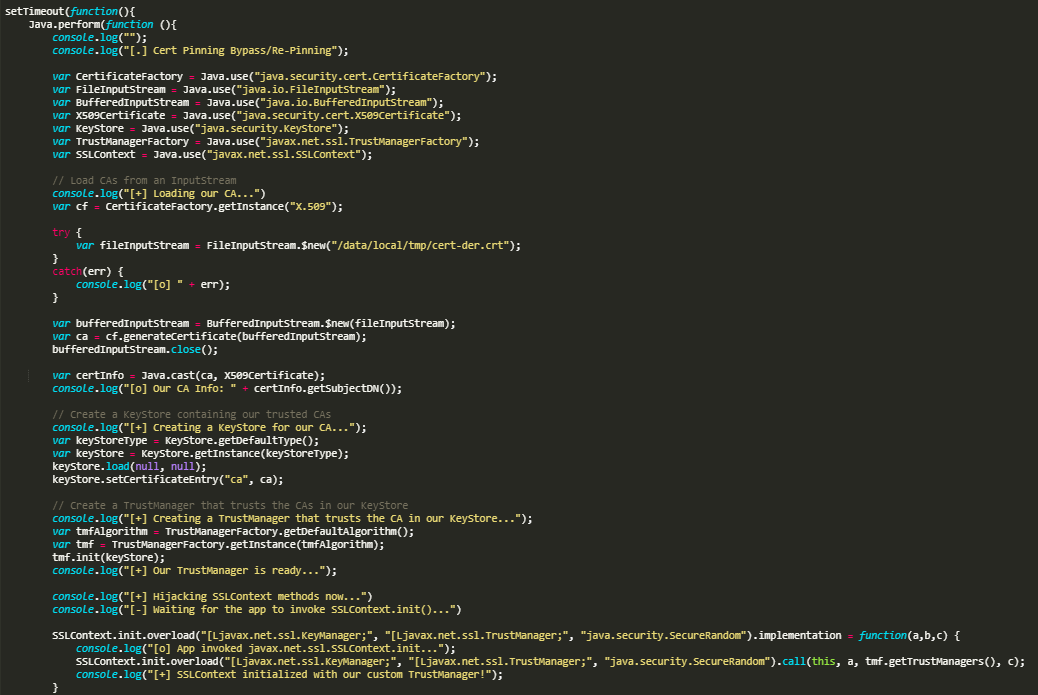 setTimeout(function(){
    Java.perform(function (){
        console.log("");
        console.log("[.] Cert Pinning Bypass/Re-Pinning");

        var CertificateFactory = Java.use("java.security.cert.CertificateFactory");
        var FileInputStream = Java.use("java.io.FileInputStream");
        var BufferedInputStream = Java.use("java.io.BufferedInputStream");
        var X509Certificate = Java.use("java.security.cert.X509Certificate");
        var KeyStore = Java.use("java.security.KeyStore");
        var TrustManagerFactory = Java.use("javax.net.ssl.TrustManagerFactory");
        var SSLContext = Java.use("javax.net.ssl.SSLContext");

        // Load CAs from an InputStream
        console.log("[+] Loading our CA...")
        var cf = CertificateFactory.getInstance("X.509");

        try {
            var fileInputStream = FileInputStream.$new("/data/local/tmp/cert-der.crt");
        }
        catch(err) {
            console.log("[o] " + err);
        }

        var bufferedInputStream = BufferedInputStream.$new(fileInputStream);
        var ca = cf.generateCertificate(bufferedInputStream);
        bufferedInputStream.close();

        var certInfo = Java.cast(ca, X509Certificate);
        console.log("[o] Our CA Info: " + certInfo.getSubjectDN());

        // Create a KeyStore containing our trusted CAs
        console.log("[+] Creating a KeyStore for our CA...");
        var keyStoreType = KeyStore.getDefaultType();
        var keyStore = KeyStore.getInstance(keyStoreType);
        keyStore.load(null, null);
        keyStore.setCertificateEntry("ca", ca);

        // Create a TrustManager that trusts the CAs in our KeyStore
        console.log("[+] Creating a TrustManager that trusts the CA in our KeyStore...");
        var tmfAlgorithm = TrustManagerFactory.getDefaultAlgorithm();
        var tmf = TrustManagerFactory.getInstance(tmfAlgorithm);
        tmf.init(keyStore);
        console.log("[+] Our TrustManager is ready...");

        console.log("[+] Hijacking SSLContext methods now...")
        console.log("[-] Waiting for the app to invoke SSLContext.init()...")

        SSLContext.init.overload("[Ljavax.net.ssl.KeyManager;", "[Ljavax.net.ssl.TrustManager;", "java.security.SecureRandom").implementation = function(a,b,c) {
            console.log("[o] App invoked javax.net.ssl.SSLContext.init...");
            SSLContext.init.overload("[Ljavax.net.ssl.KeyManager;", "[Ljavax.net.ssl.TrustManager;", "java.security.SecureRandom").call(this, a, tmf.getTrustManagers(), c);
            console.log("[+] SSLContext initialized with our custom TrustManager!");
        }